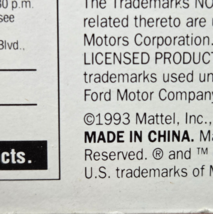 0 p.m.
see
Blvd.,
cts.
The Trademarks NO
related thereto are
Motors Corporation.
LICENSED PRODUCT
trademarks used un
Ford Motor Company
©1993 Mattel, Inc.,
MADE IN CHINA. Ma
Reserved. ® and ™
U.S. trademarks of M